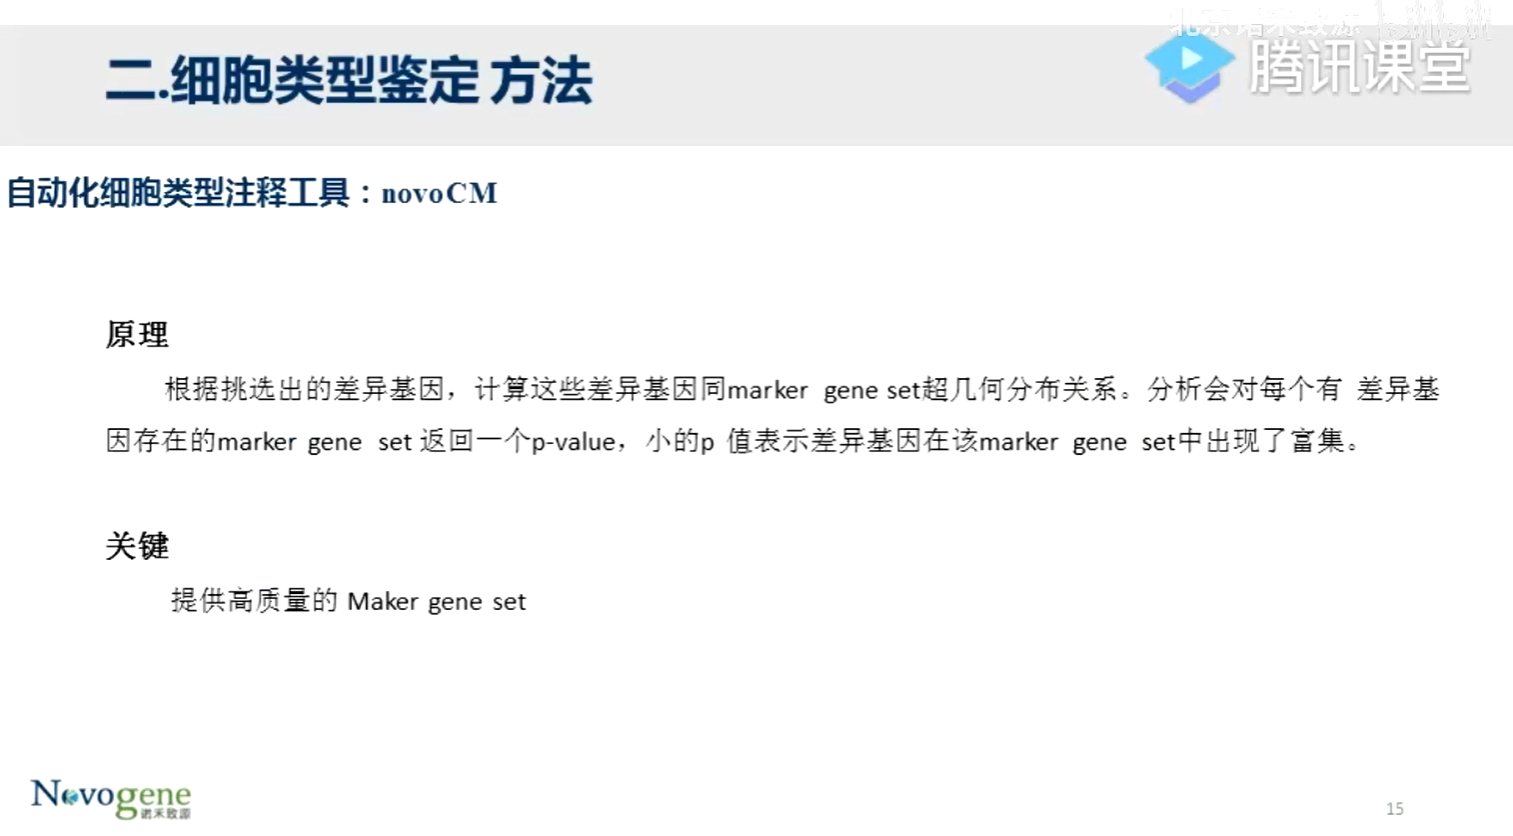 北京诺禾致源
腾讯课堂
二.细胞类型鉴定 方法
自动化细胞类型注释工具：novoCM
原理
根据挑选出的差异基因，计算这些差异基因同marker gene set超几何分布关系。分析会对每个有 差异基
因存在的marker gene set 返回一个p-value，小的p 值表示差异基因在该marker gene set中出现了富集。
关键
提供高质量的 Maker gene set
Novogene
诺禾致源
15